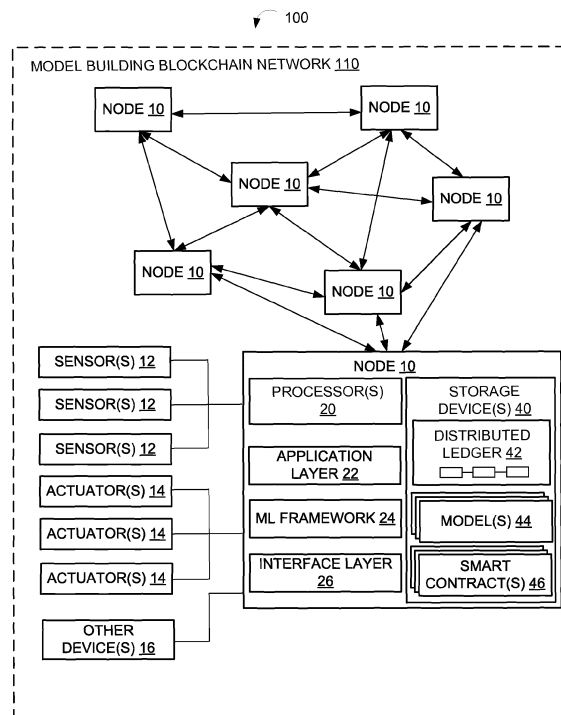 100
MODEL BUILDING BLOCKCHAIN NETWORK 110
NODE 10
NODE 10
NODE 10
NODE 10
NODE 10
NODE 10
NODE 10
SENSOR(S) 12
SENSOR(S) 12
SENSOR(S) 12
ACTUATOR(S) 14
ACTUATOR(S) 14
ACTUATOR(S) 14
OTHER
DEVICE(S) 16
PROCESSOR(S)
20
APPLICATION
LAYER 22
ML FRAMEWORK 24
INTERFACE LAYER
26
STORAGE
DEVICE(S) 40
DISTRIBUTED
LEDGER 42
MODEL(S) 44
SMART
CONTRACT(S) 46